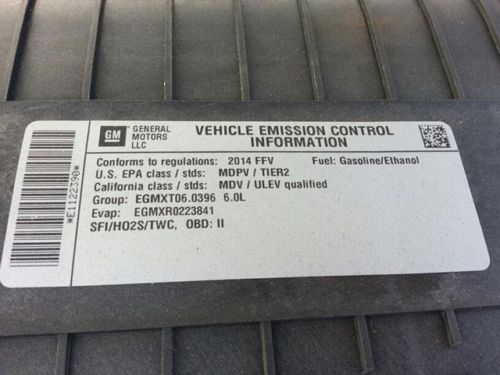 GM
GENERAL MOTORS LLC
VEHICLE EMISSION CONTROL INFORMATION
Conforms to regulations: 2014 FFV Fuel: Gasoline/Ethanol
U.S. EPA class / stds: MDPV / TIER2
California class / stds: MDV / ULEV qualified
Group: EGMXT06.0396 6.0L
Evap: EGMXR0223841
SFI/HO2S/TWC, OBD: II
*E1122390*